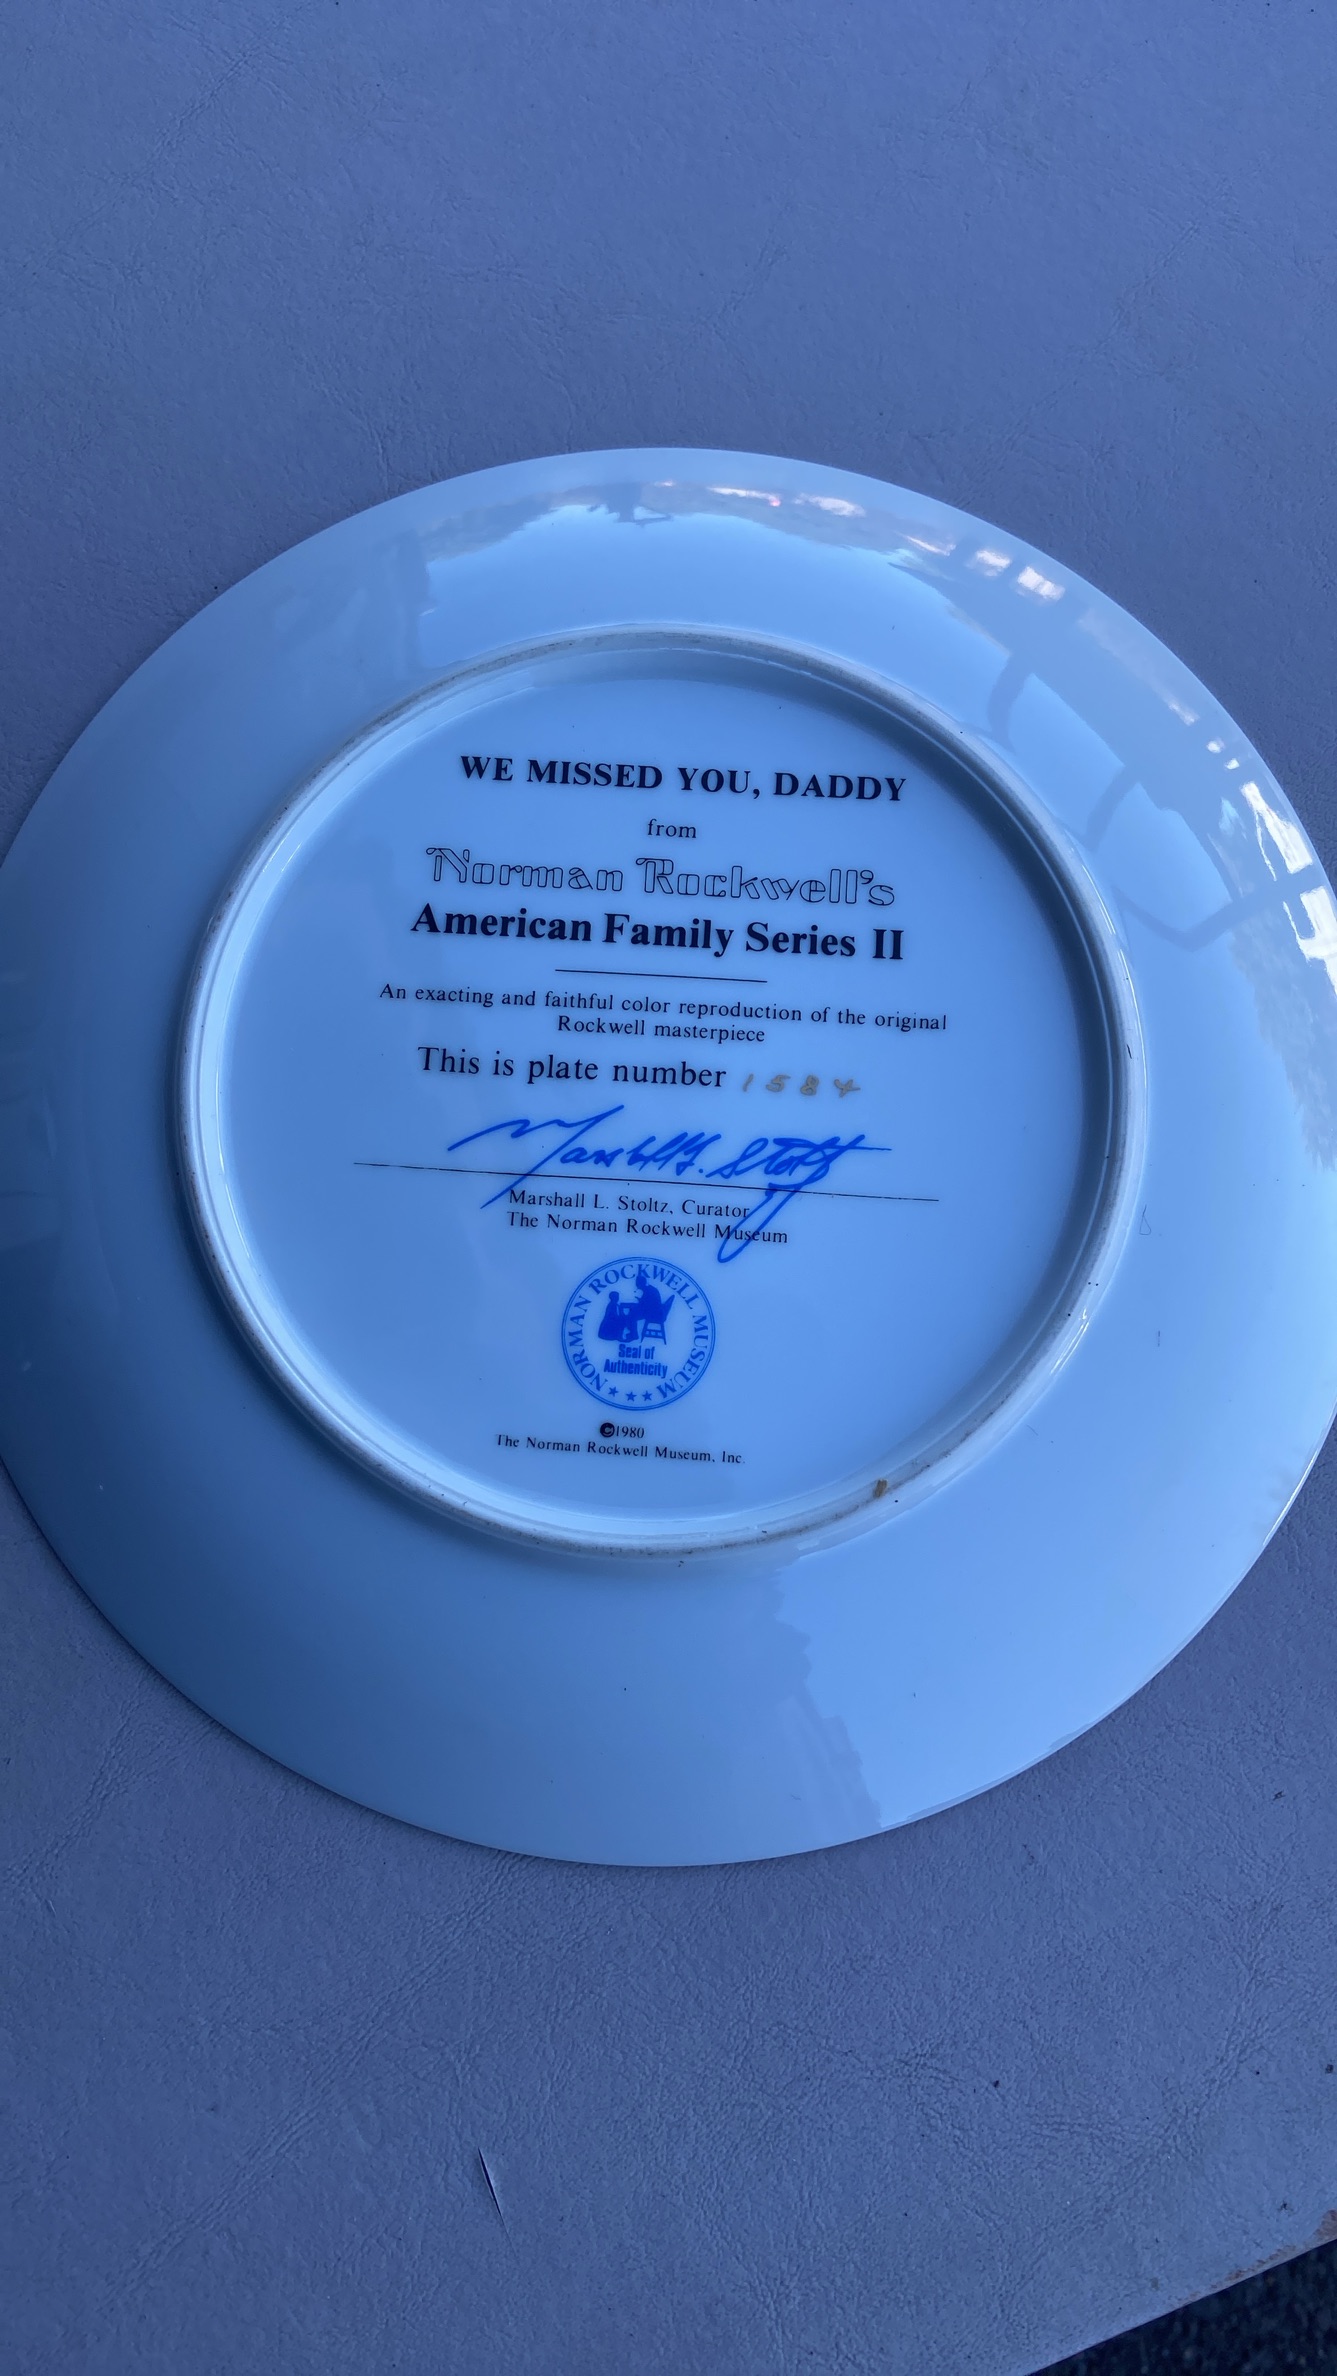 WE MISSED YOU, DADDY
from
Norman Rockwell's
American Family Series II
An exacting and faithful color reproduction of the original
Rockwell masterpiece
This is plate number 1584
Marshall L. Stoltz
Marshall L. Stoltz, Curator
The Norman Rockwell Museum
NORMAN ROCKWELL MUSEUM
Seal of
Authenticity
©1980
The Norman Rockwell Museum, Inc.